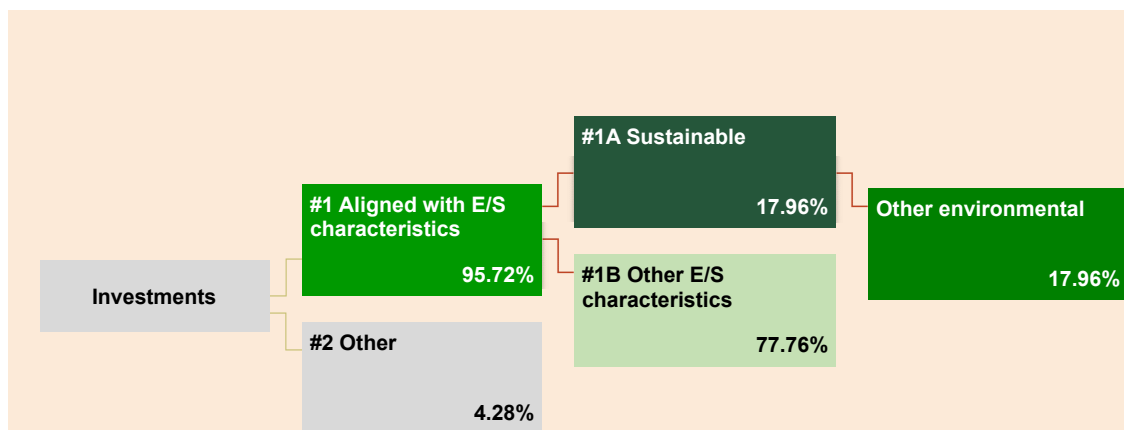 #1A Sustainable
17.96%
#1 Aligned with E/S
characteristics
95.72%
Other environmental
17.96%
Investments
#1B Other E/S
characteristics
77.76%
#2 Other
4.28%